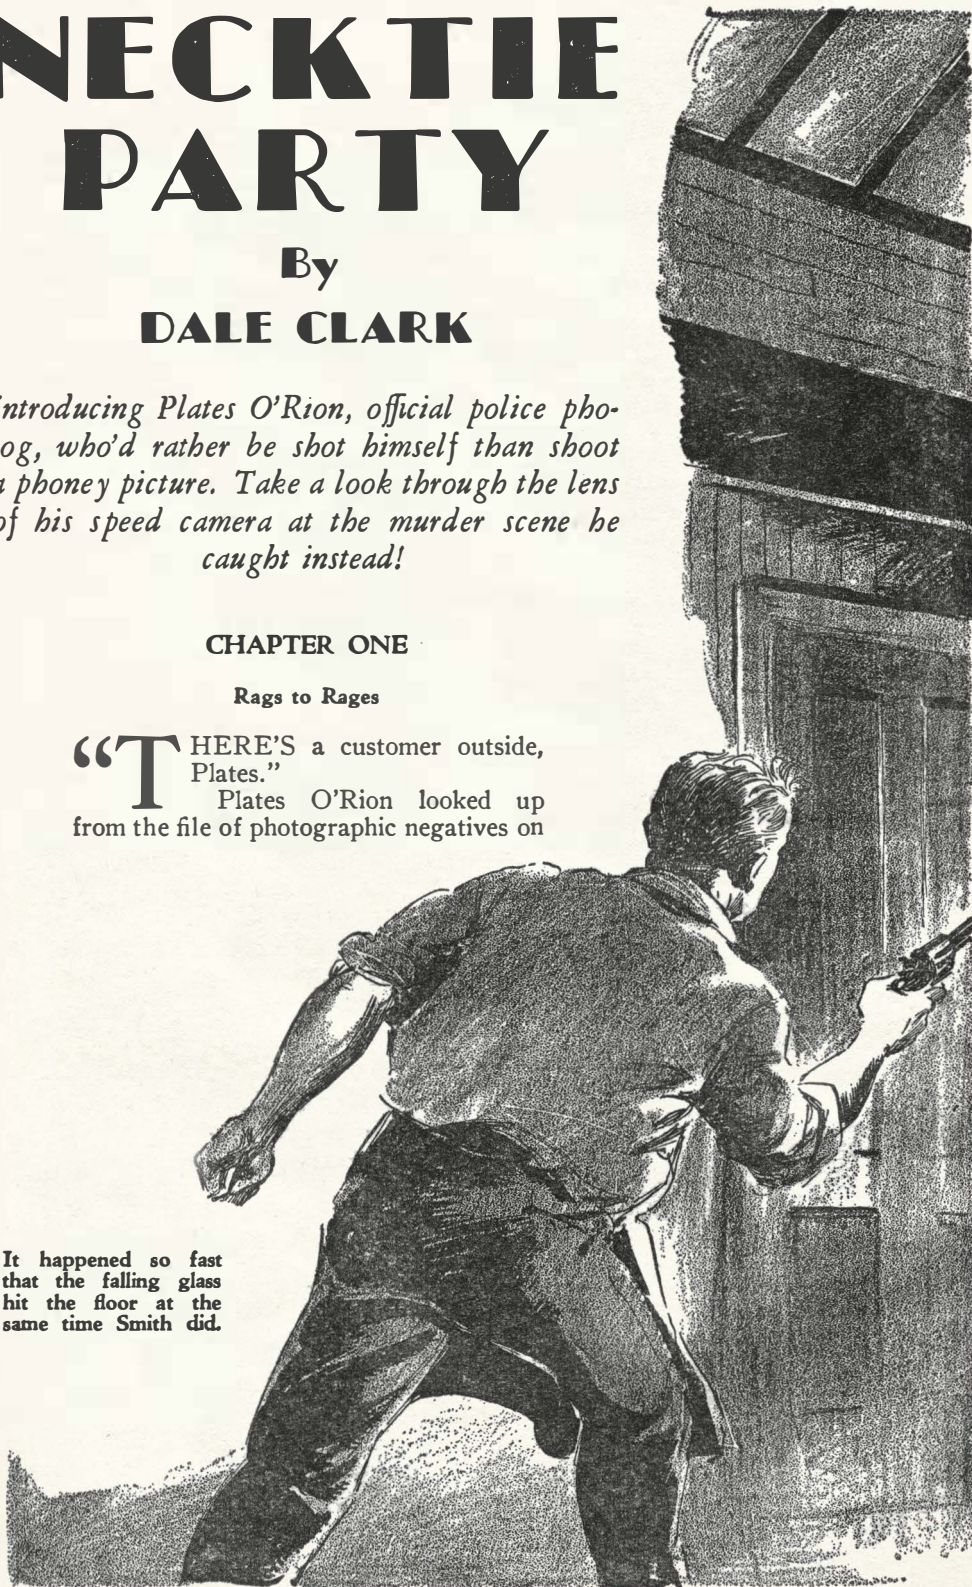 NECKTIE
PARTY
By
DALE CLARK
introducing Plates O'Rion, official police pho-
og, who'd rather be shot himself than shoot
a phoney picture. Take a look through the lens
of his speed camera at the murder scene he
caught instead!
CHAPTER ONE
Rags to Rages
"THERE'S a customer outside,
Plates."
Plates O'Rion looked up
from the file of photographic negatives on
It happened so fast
that the falling glass
hit the floor at the
same time Smith did.